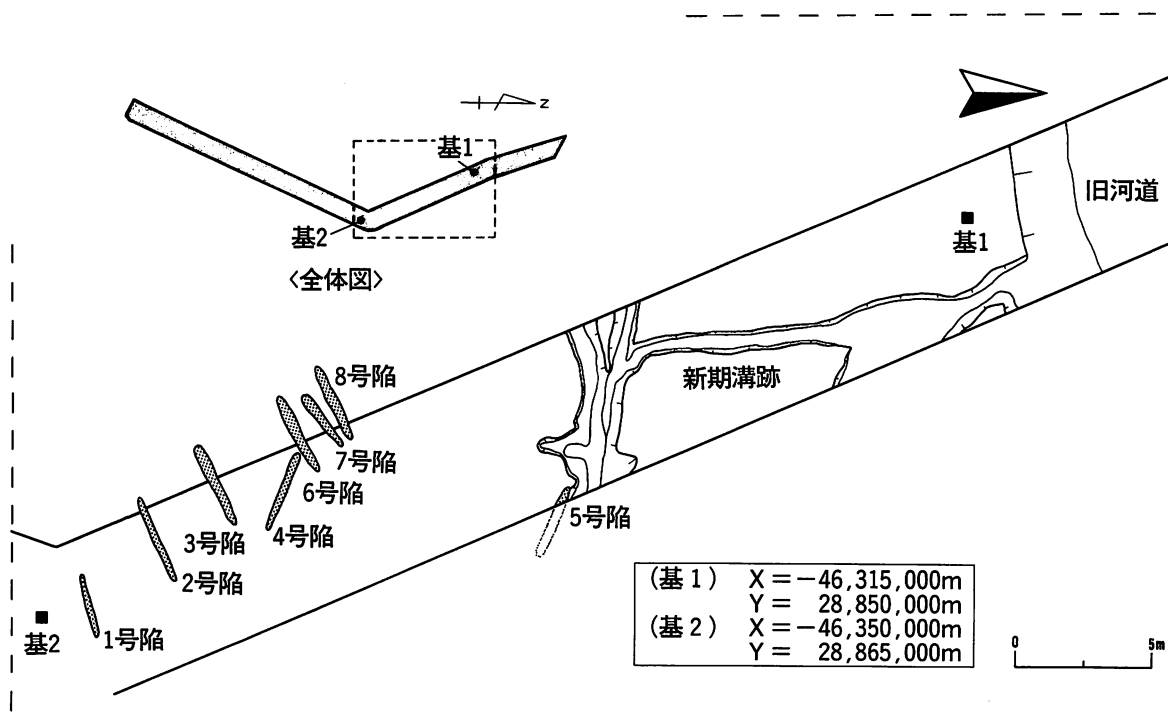 z
基1
基2
〈全体図〉
旧河道
基1
新期溝跡
8号陥
7号陥
6号陥
5号陥
4号陥
3号陥
2号陥
1号陥
基2
(基1) X=-46,315,000m
Y= 28,850,000m
(基2) X=-46,350,000m
Y= 28,865,000m
0 5m